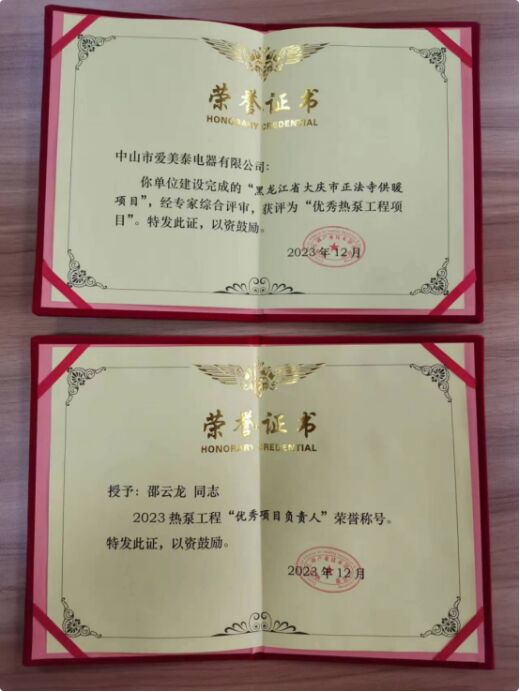 荣誉证书
HONORARY CREDENTIAL
中山市爱美泰电器有限公司：
你单位建设完成的“黑龙江省大庆市正法寺供暖
项目”，经专家综合评审，获评为“优秀热泵工程项
目”。特发此证，以资鼓励。
2023年12月
荣誉证书
HONORARY CREDENTIAL
授予：邵云龙 同志
2023热泵工程“优秀项目负责人”荣誉称号。
特发此证，以资鼓励。
2023年12月